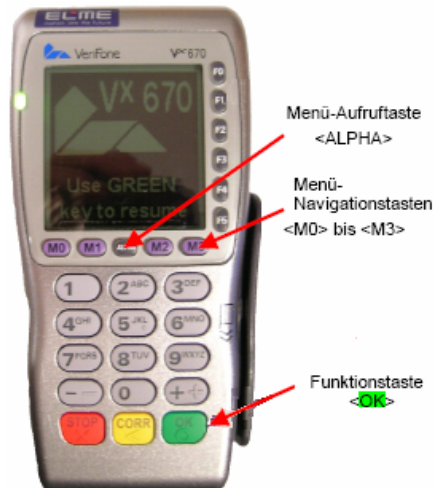 ELME
VeriFone
Vx 670
F0
F1
F2
F3
F4
F5
Vx 670
Use GREEN
key to resume
M0 M1 M2
1 2ABC 3DEF
4GHI 5JKL 6MNO
7PQRS 8TUV 9WXYZ
0 +
STOP CORR OK
Menü-Aufruftaste
<ALPHA>
Menü-
Navigationstasten
<M0> bis <M3>
Funktionstaste
<OK>